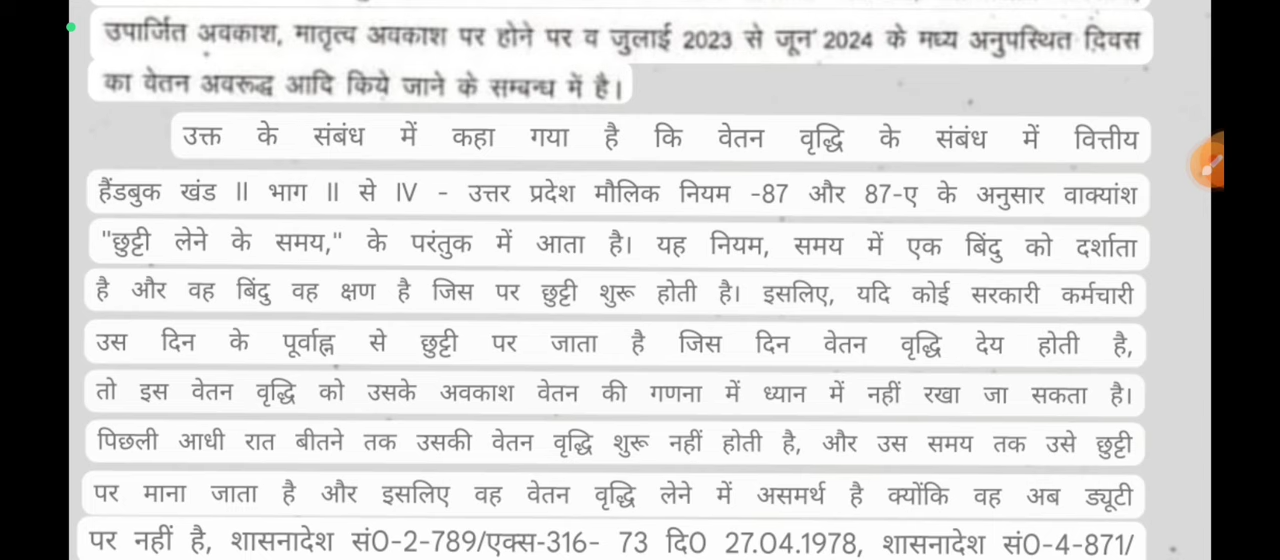 उपार्जित अवकाश, मातृत्व अवकाश पर होने पर व जुलाई 2023 से जून 2024 के मध्य अनुपस्थित दिवस
का वेतन अवरूद्ध आदि किये जाने के सम्बन्ध में है।
उक्त के संबंध में कहा गया है कि वेतन वृद्धि के संबंध में वित्तीय
हैंडबुक खंड II भाग II से IV - उत्तर प्रदेश मौलिक नियम -87 और 87-ए के अनुसार वाक्यांश
"छुट्टी लेने के समय," के परंतुक में आता है। यह नियम, समय में एक बिंदु को दर्शाता
है और वह बिंदु वह क्षण है जिस पर छुट्टी शुरू होती है। इसलिए, यदि कोई सरकारी कर्मचारी
उस दिन के पूर्वाह्न से छुट्टी पर जाता है जिस दिन वेतन वृद्धि देय होती है,
तो इस वेतन वृद्धि को उसके अवकाश वेतन की गणना में ध्यान में नहीं रखा जा सकता है।
पिछली आधी रात बीतने तक उसकी वेतन वृद्धि शुरू नहीं होती है, और उस समय तक उसे छुट्टी
पर माना जाता है और इसलिए वह वेतन वृद्धि लेने में असमर्थ है क्योंकि वह अब ड्यूटी
पर नहीं है, शासनादेश सं0-2-789/एक्स-316- 73 दि0 27.04.1978, शासनादेश सं0-4-871/